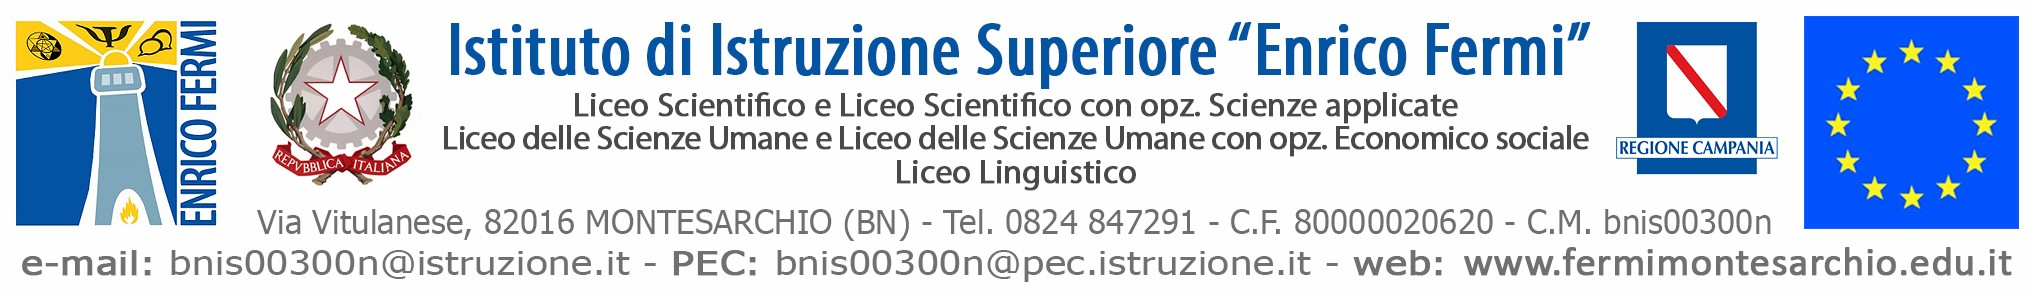 ENRICO FERMI
REPVBBLICA ITALIANA
Istituto di Istruzione Superiore “Enrico Fermi”
Liceo Scientifico e Liceo Scientifico con opz. Scienze applicate
Liceo delle Scienze Umane e Liceo delle Scienze Umane con opz. Economico sociale
Liceo Linguistico
REGIONE CAMPANIA
Via Vitulanese, 82016 MONTESARCHIO (BN) - Tel. 0824 847291 - C.F. 80000020620 - C.M. bnis00300n
e-mail: bnis00300n@istruzione.it - PEC: bnis00300n@pec.istruzione.it - web: www.fermimontesarchio.edu.it